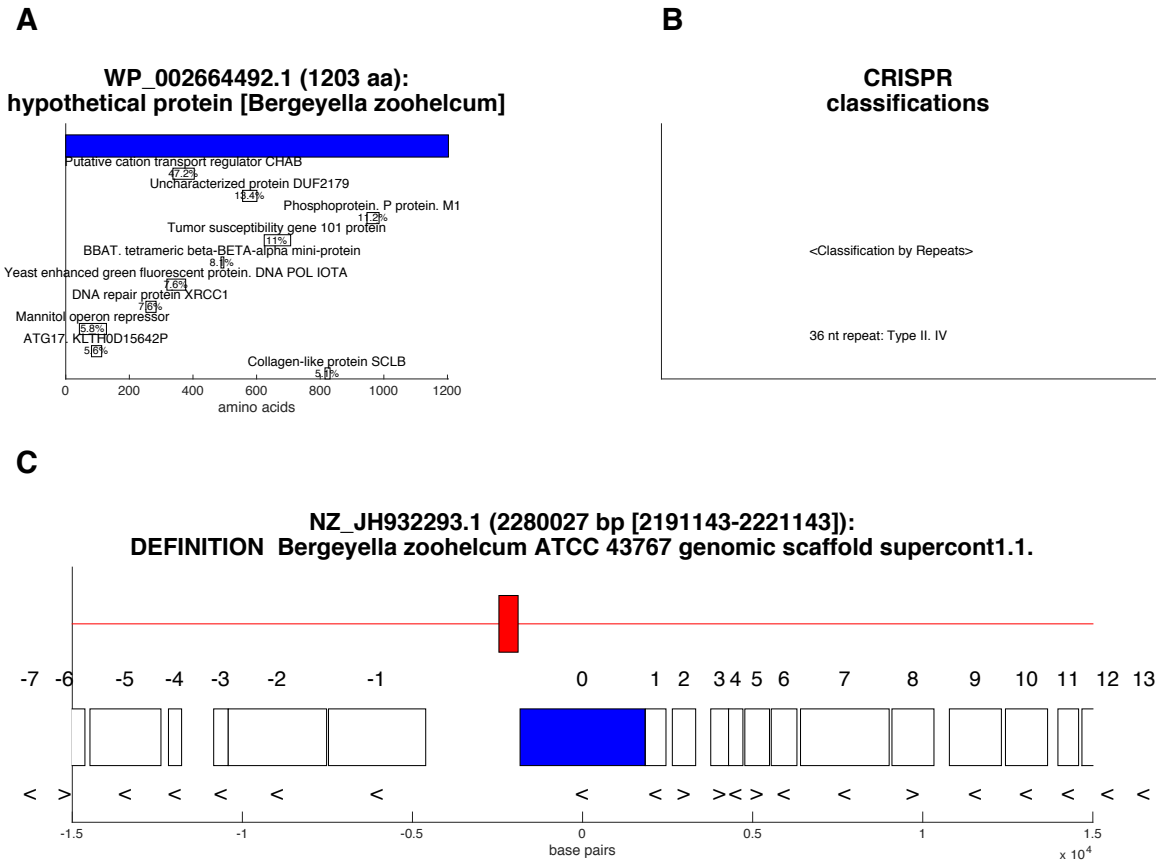 A
B
WP_002664492.1 (1203 aa):
hypothetical protein [Bergeyella zoohelcum]
Putative cation transport regulator CHAB
47.2%
Uncharacterized protein DUF2179
13.4%
Phosphoprotein. P protein. M1
11.2%
Tumor susceptibility gene 101 protein
11%
BBAT. tetrameric beta-BETA-alpha mini-protein
8.1%
Yeast enhanced green fluorescent protein. DNA POL IOTA
7.6%
DNA repair protein XRCC1
7.6%
Mannitol operon repressor
5.8%
ATG17. KLTH0D15642P
5.6%
Collagen-like protein SCLB
5.1%
0 200 400 600 800 1000 1200
amino acids
CRISPR
classifications
<Classification by Repeats>
36 nt repeat: Type II. IV
C
NZ_JH932293.1 (2280027 bp [2191143-2221143]):
DEFINITION Bergeyella zoohelcum ATCC 43767 genomic scaffold supercont1.1.
-7 -6 -5 -4 -3 -2 -1 0 1 2 3 4 5 6 7 8 9 10 11 12 13
< > < < < < < < < > > < > < < > < < < < <
-1.5 -1 -0.5 0 0.5 1 1.5
base pairs
x 10^4